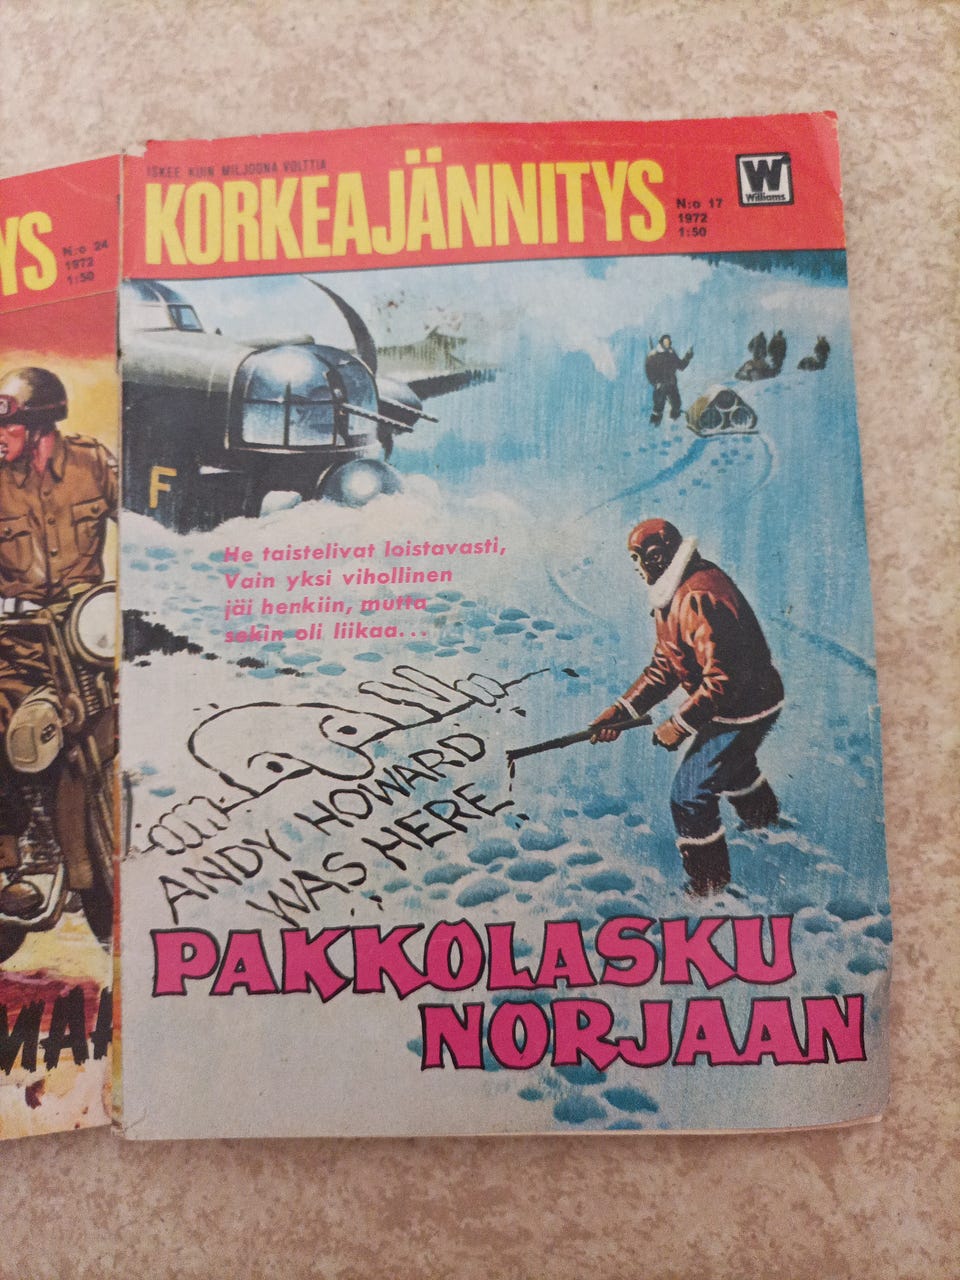 YS
N:o 24
1972
1:50
ISKEE KUIN MILJOONA VOLTTIA
KORKEAJÄNNITYS
N:o 17
1972
1:50
W
Williams
F
He taistelivat loistavasti,
Vain yksi vihollinen
jäi henkiin, mutta
sekin oli liikaa...
ANDY HOWARD
WAS HERE
PAKKOLASKU
NORJAAN